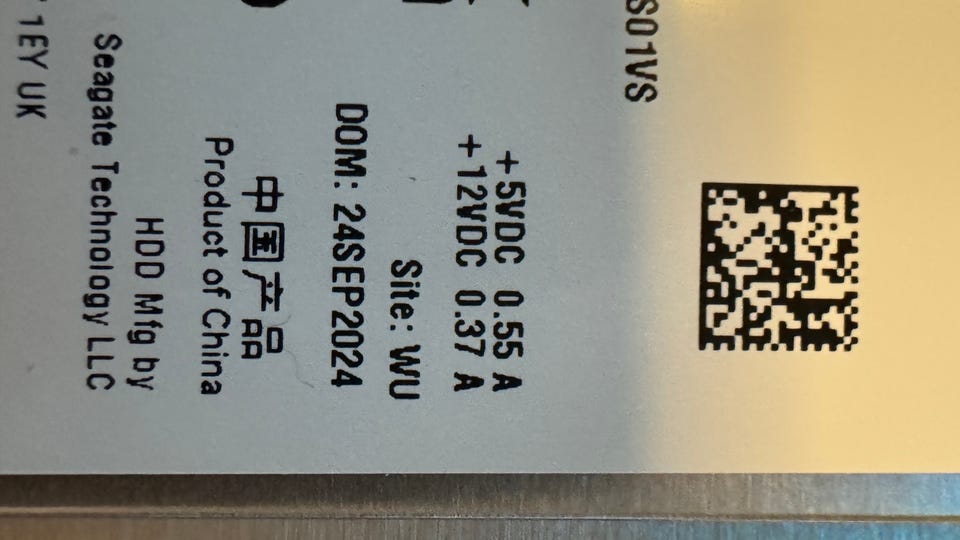 S01VS
+5VDC 0.55 A
+12VDC 0.37 A
Site: WU
DOM: 24SEP2024
中国产品
Product of China
HDD Mfg by
Seagate Technology LLC
1EY UK